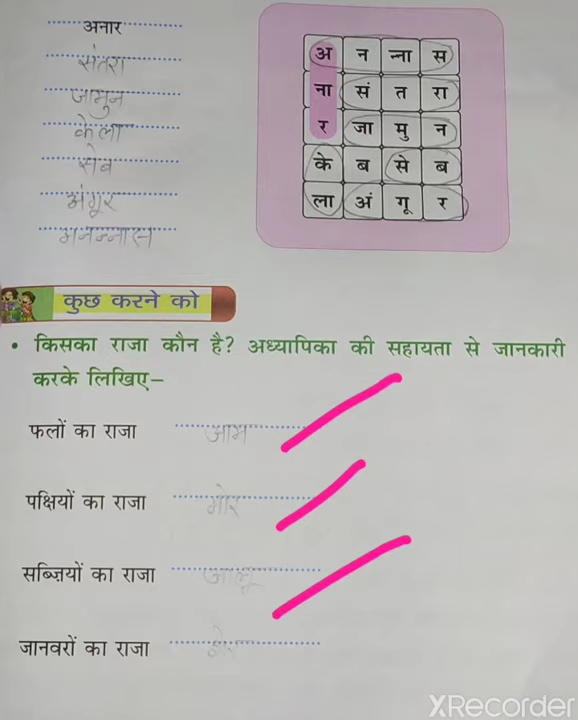 अनार
संतरा
जामुन
केला
सेब
अंगूर
अनन्नास
अ न न्ना स
ना सं त रा
र जा मु न
के ब से ब
ला अं गू र
कुछ करने को
• किसका राजा कौन है? अध्यापिका की सहायता से जानकारी
करके लिखिए–
फलों का राजा आम
पक्षियों का राजा मोर
सब्ज़ियों का राजा आलू
जानवरों का राजा शेर
XRecorder